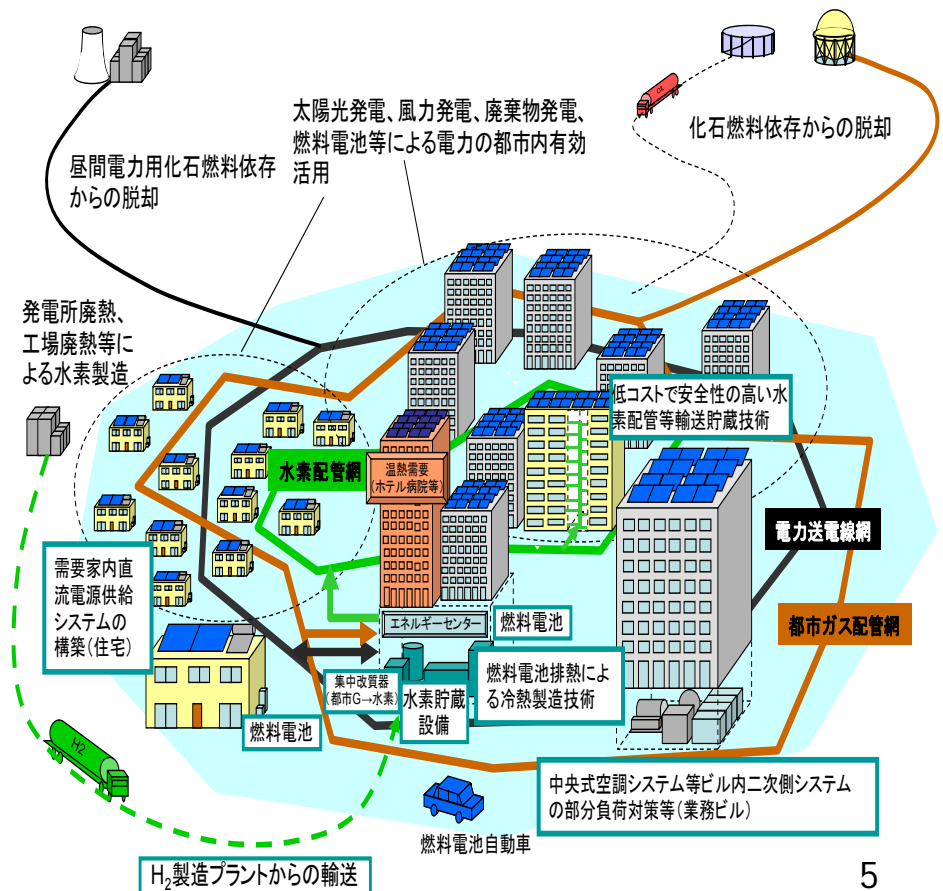 太陽光発電、風力発電、廃棄物発電、
燃料電池等による電力の都市内有効
活用
化石燃料依存からの脱却
昼間電力用化石燃料依存
からの脱却
発電所廃熱、
工場廃熱等に
よる水素製造
低コストで安全性の高い水
素配管等輸送貯蔵技術
水素配管網
温熱需要
(ホテル病院等)
電力送電線網
需要家内直
流電源供給
システムの
構築(住宅)
エネルギーセンター
燃料電池
都市ガス配管網
集中改質器
(都市G→水素)
水素貯蔵
設備
燃料電池排熱によ
る冷熱製造技術
燃料電池
H2
中央式空調システム等ビル内二次側システム
の部分負荷対策等(業務ビル)
燃料電池自動車
H₂製造プラントからの輸送
5